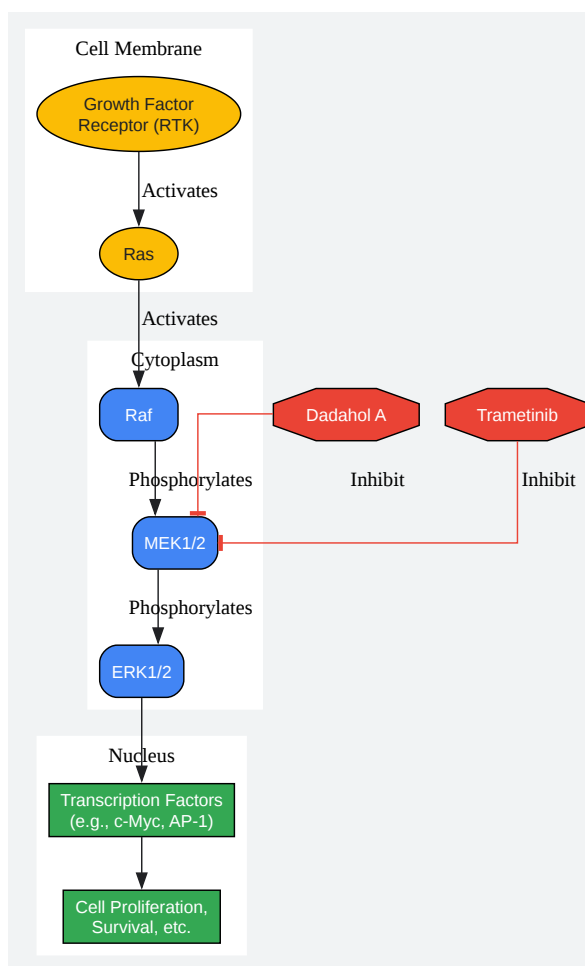 Cell Membrane
Growth Factor
Receptor (RTK)
Activates
Ras
Activates
Cytoplasm
Raf
Dadahol A
Trametinib
Phosphorylates
Inhibit
Inhibit
MEK1/2
Phosphorylates
ERK1/2
Nucleus
Transcription Factors
(e.g., c-Myc, AP-1)
Cell Proliferation,
Survival, etc.